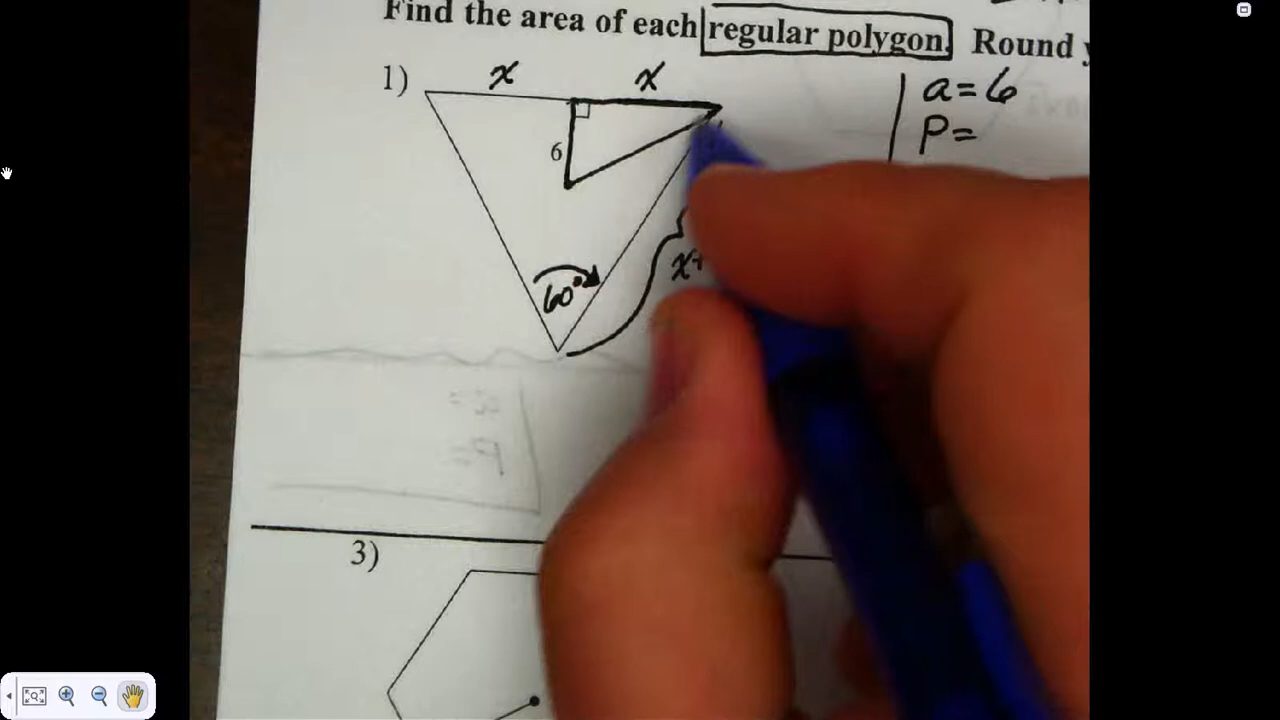 Find the area of each regular polygon. Round
1)
x x
a = 6
P =
6
x+
60°
3)